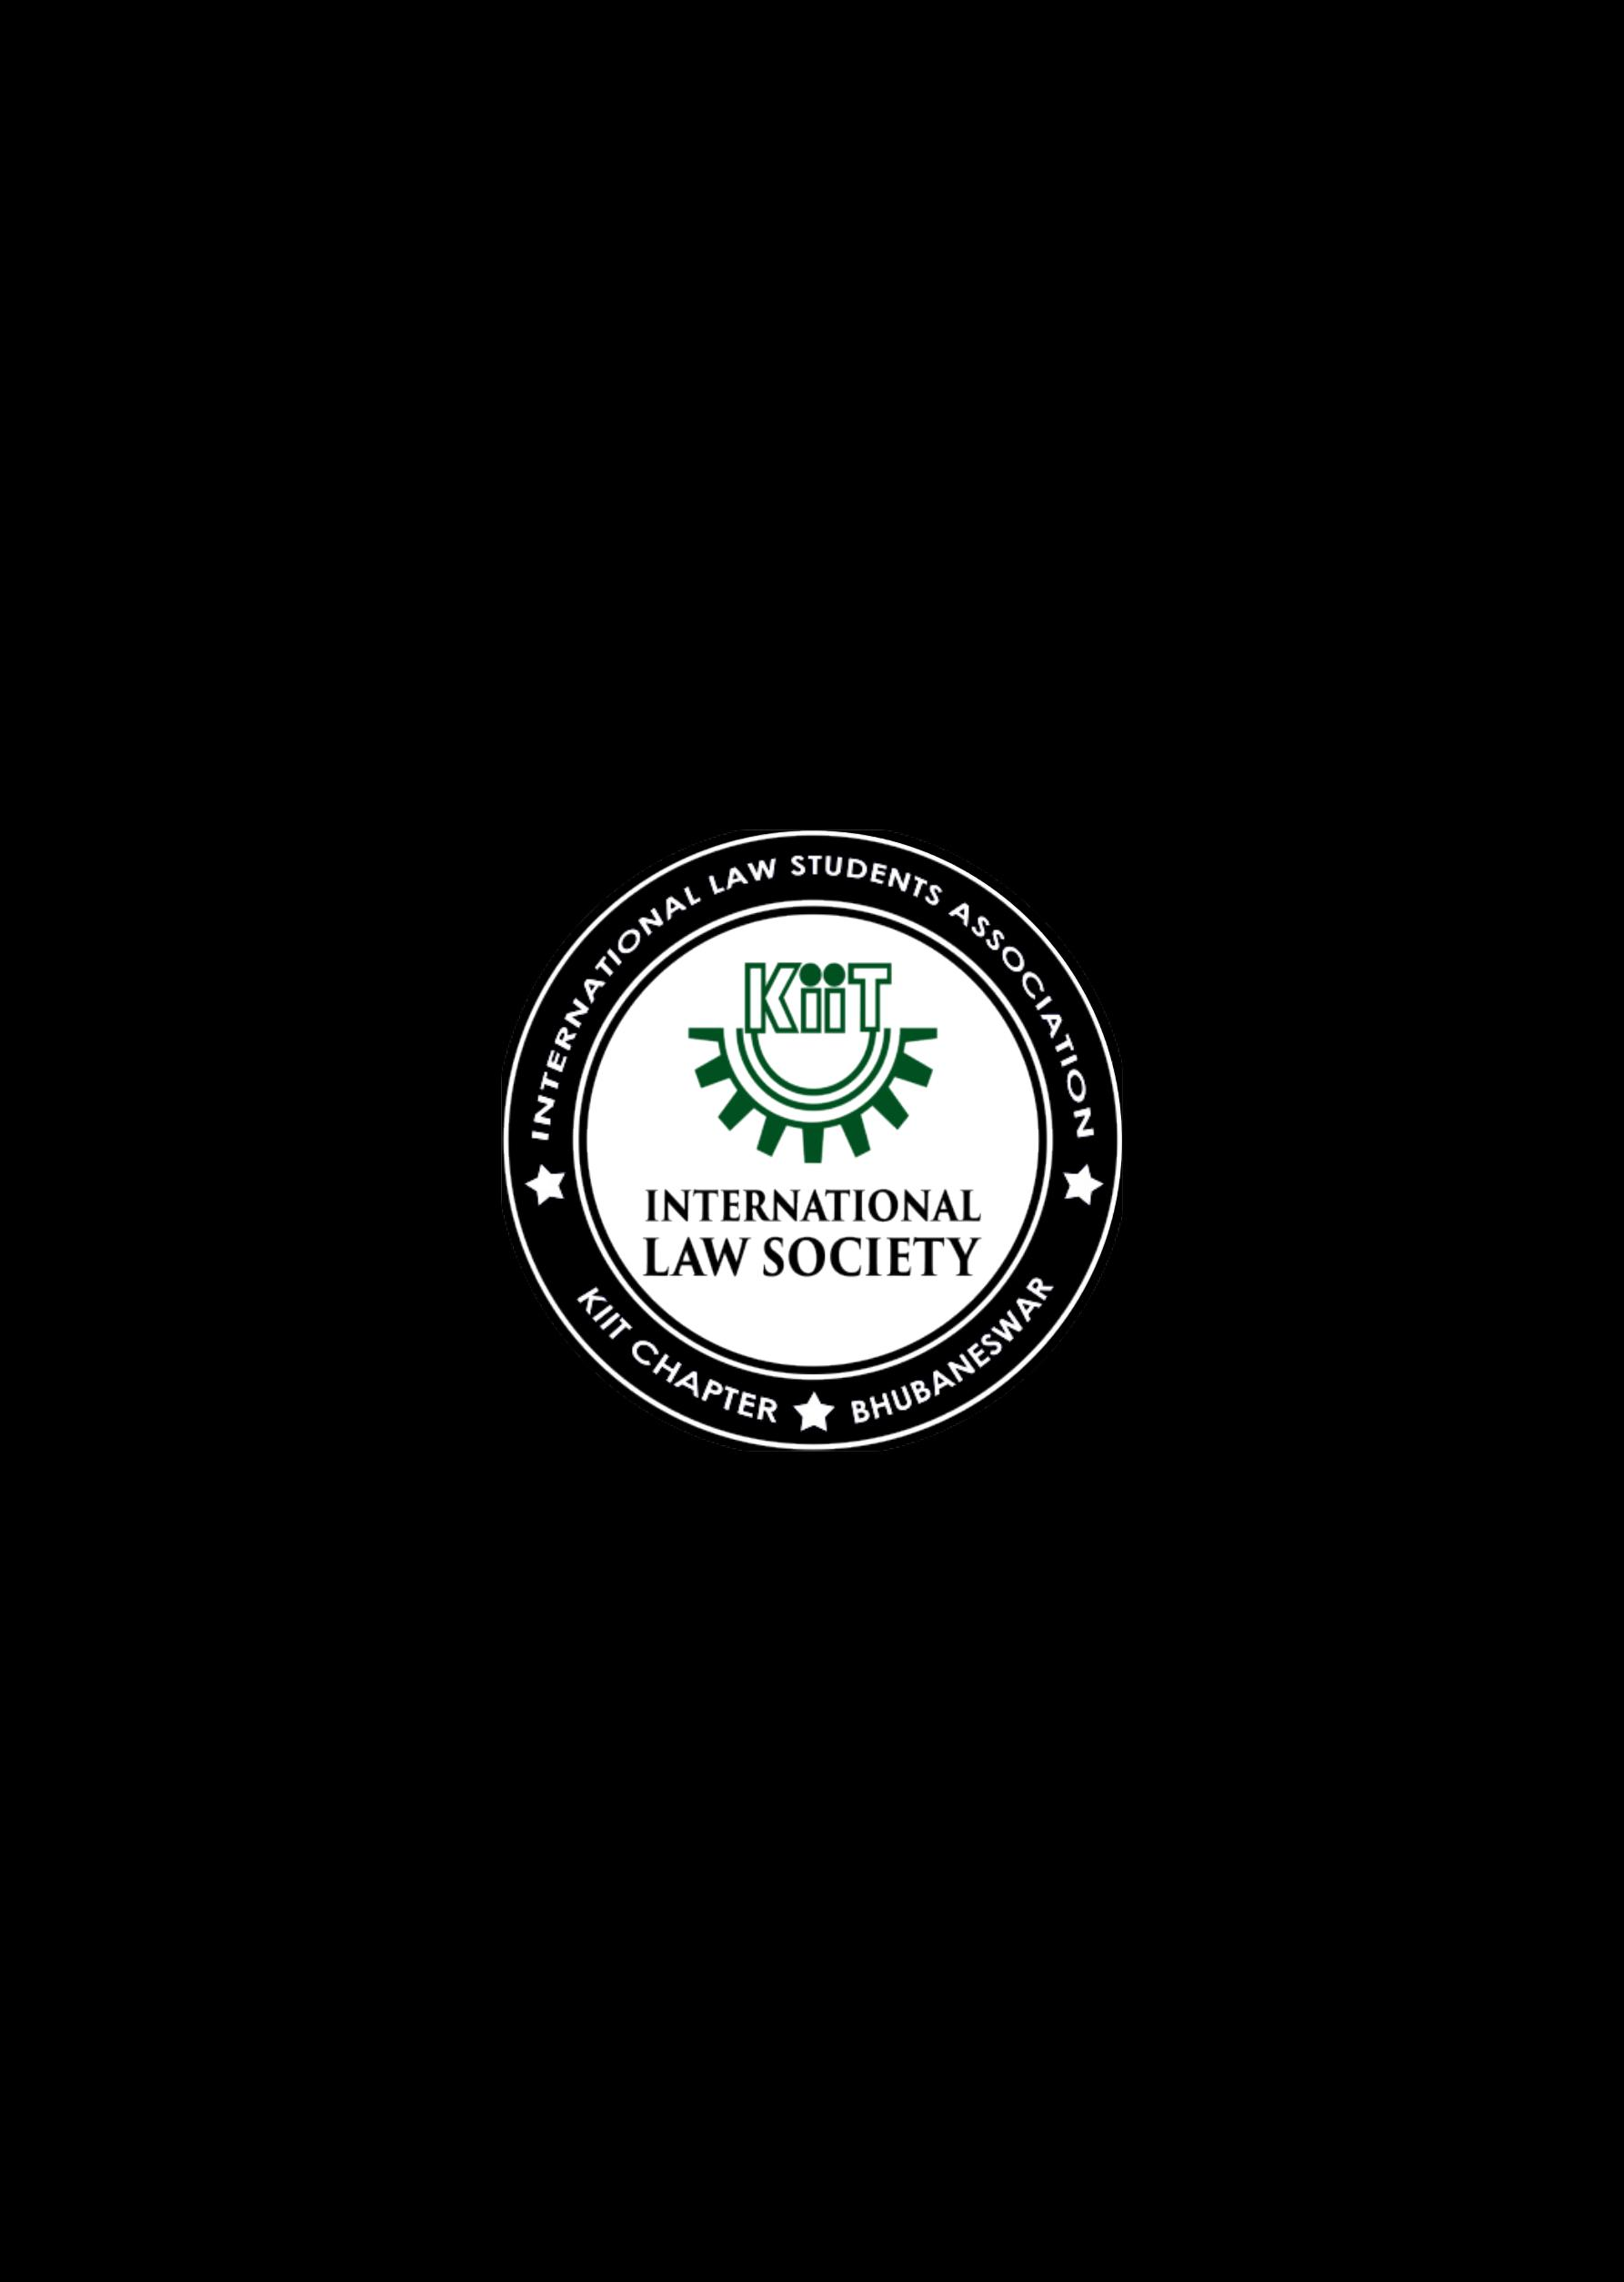 INTERNATIONAL LAW STUDENTS ASSOCIATION
KiiT
INTERNATIONAL
LAW SOCIETY
KIIT CHAPTER ★ BHUBANESWAR